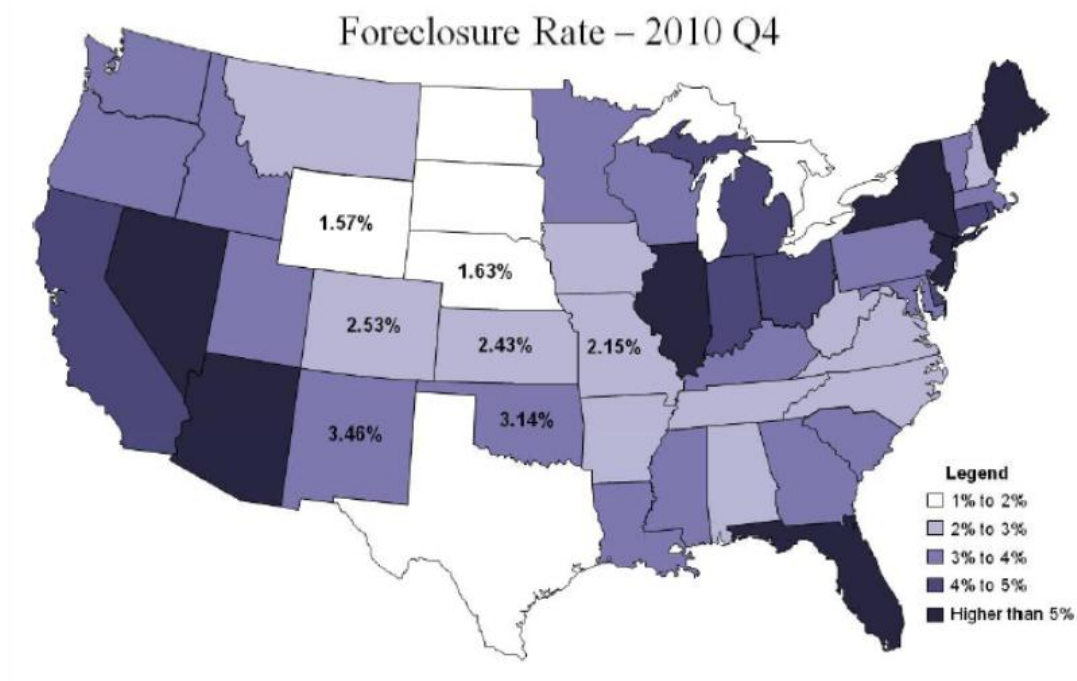 Foreclosure Rate – 2010 Q4
1.57%
1.63%
2.53%
2.43%
2.15%
3.46%
3.14%
Legend
1% to 2%
2% to 3%
3% to 4%
4% to 5%
Higher than 5%